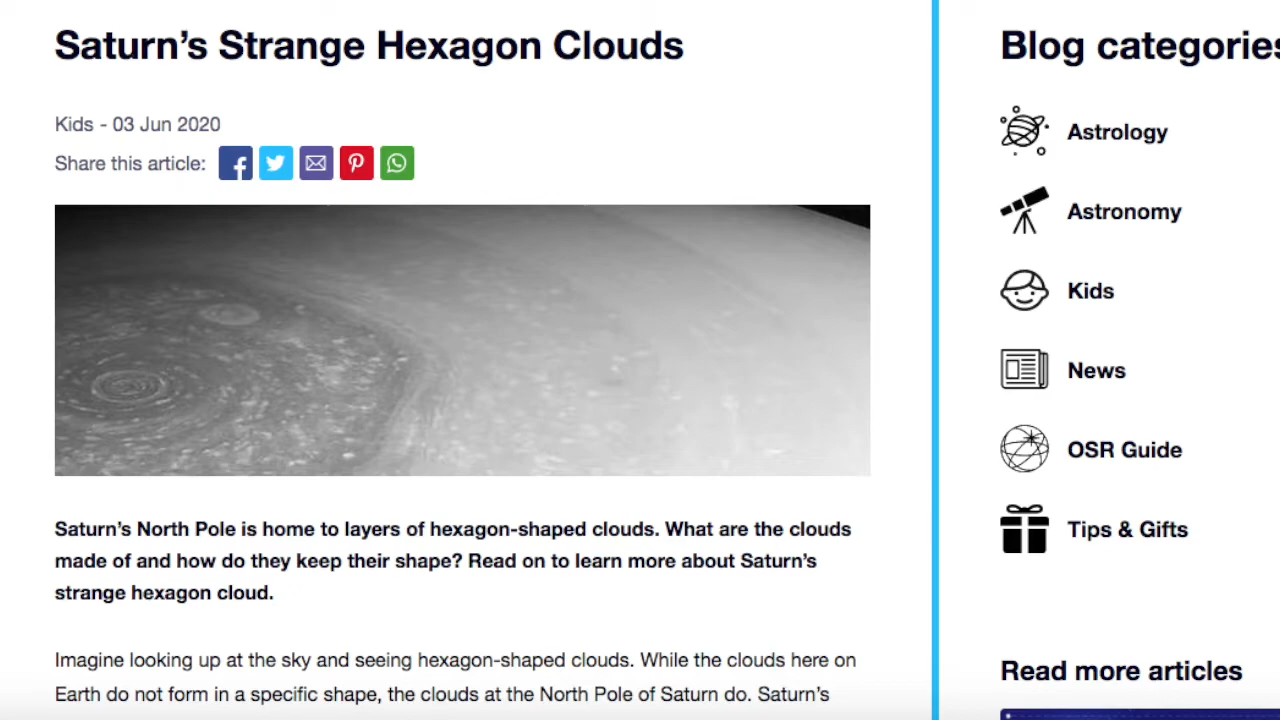 Saturn’s Strange Hexagon Clouds
Kids - 03 Jun 2020
Share this article:
Saturn’s North Pole is home to layers of hexagon-shaped clouds. What are the clouds
made of and how do they keep their shape? Read on to learn more about Saturn’s
strange hexagon cloud.
Imagine looking up at the sky and seeing hexagon-shaped clouds. While the clouds here on
Earth do not form in a specific shape, the clouds at the North Pole of Saturn do. Saturn’s
Blog categories
Astrology
Astronomy
Kids
News
OSR Guide
Tips & Gifts
Read more articles